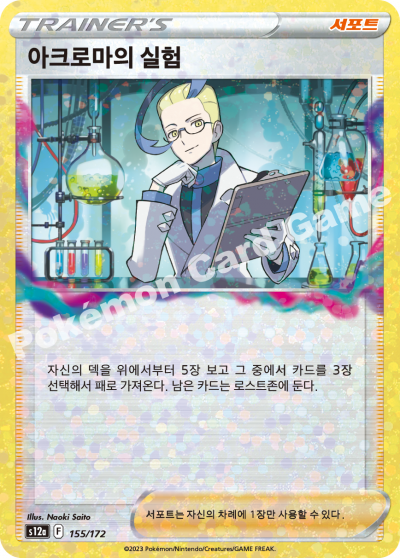 TRAINER'S
서포트
아크로마의 실험
Pokémon Card Game
자신의 덱을 위에서부터 5장 보고 그 중에서 카드를 3장
선택해서 패로 가져온다. 남은 카드는 로스트존에 둔다.
Illus. Naoki Saito
s12a F 155/172
서포트는 자신의 차례에 1장만 사용할 수 있다.
©2023 Pokémon/Nintendo/Creatures/GAME FREAK.